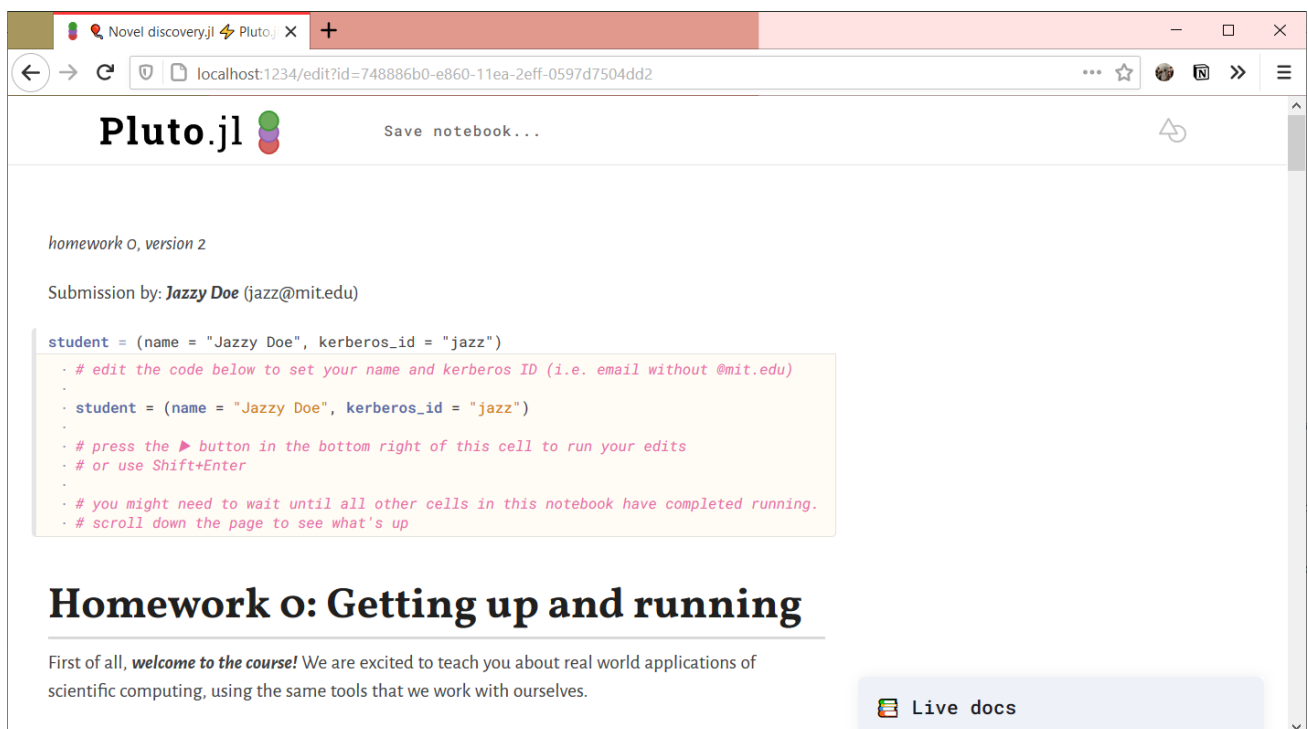 Novel discovery.jl ⚡ Pluto.j
localhost:1234/edit?id=748886b0-e860-11ea-2eff-0597d7504dd2
Pluto.jl
Save notebook...
homework 0, version 2
Submission by: Jazzy Doe (jazz@mit.edu)
student = (name = "Jazzy Doe", kerberos_id = "jazz")
# edit the code below to set your name and kerberos ID (i.e. email without @mit.edu)
student = (name = "Jazzy Doe", kerberos_id = "jazz")
# press the ▶ button in the bottom right of this cell to run your edits
# or use Shift+Enter
# you might need to wait until all other cells in this notebook have completed running.
# scroll down the page to see what's up
Homework 0: Getting up and running
First of all, welcome to the course! We are excited to teach you about real world applications of
scientific computing, using the same tools that we work with ourselves.
Live docs